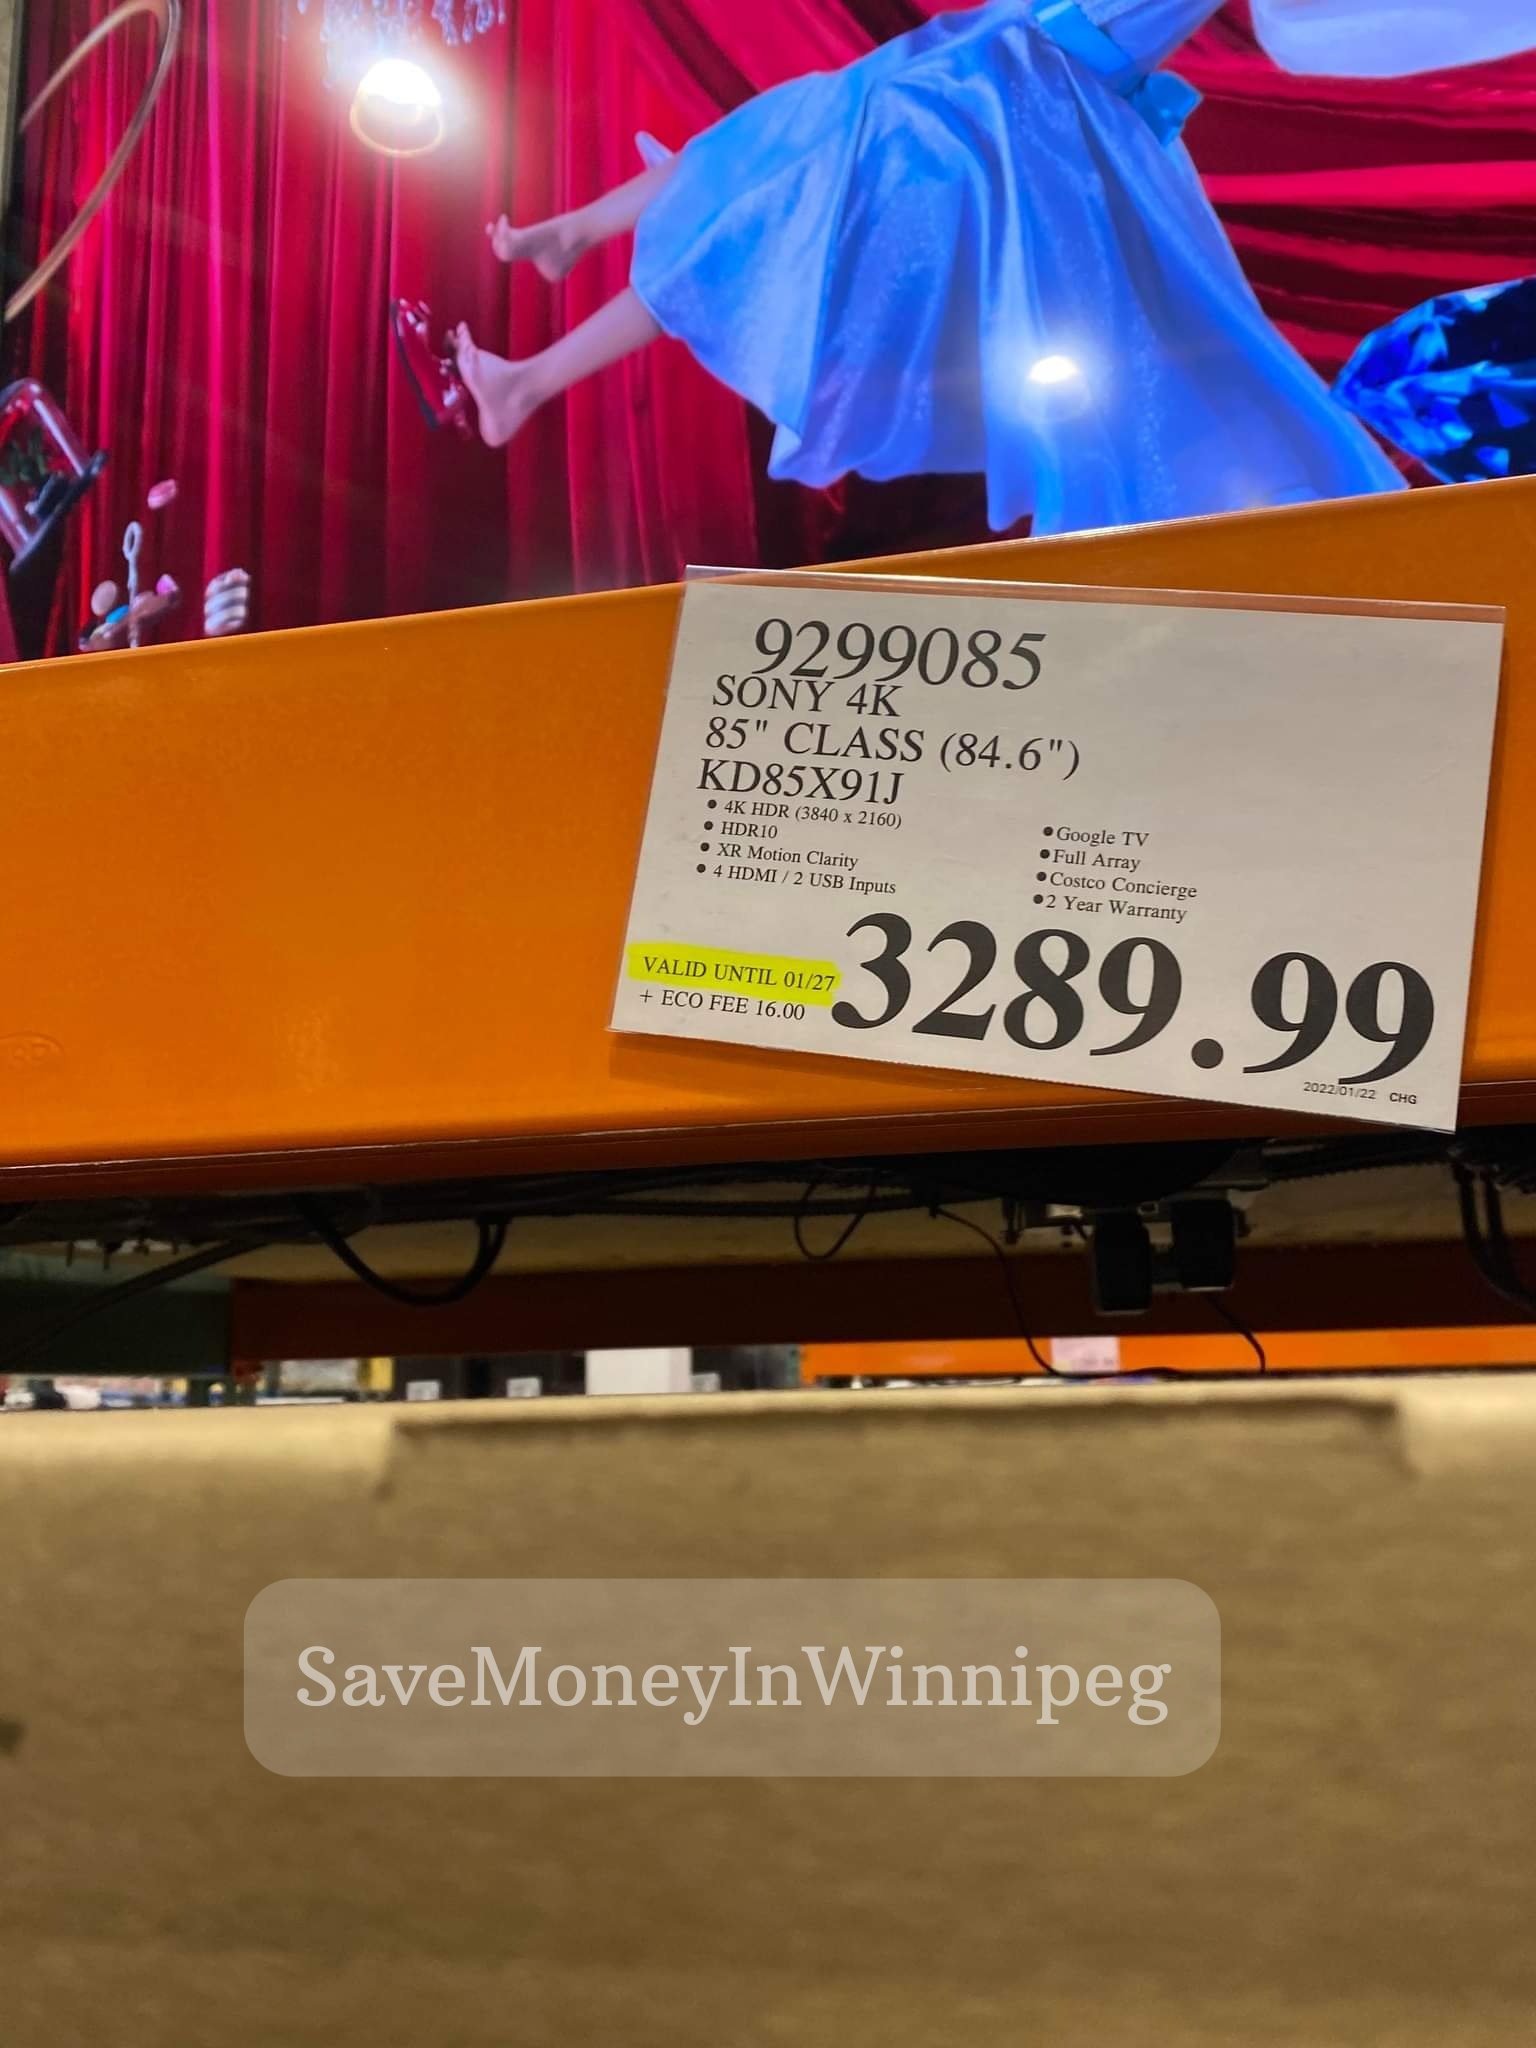 9299085
SONY 4K
85" CLASS (84.6")
KD85X91J
• 4K HDR (3840 x 2160)
• HDR10
• XR Motion Clarity
• 4 HDMI / 2 USB Inputs
• Google TV
• Full Array
• Costco Concierge
• 2 Year Warranty
VALID UNTIL 01/27
+ ECO FEE 16.00
3289.99
2022/01/22 CHG
SaveMoneyInWinnipeg